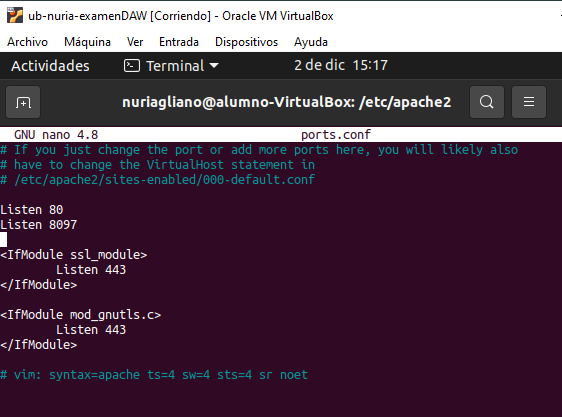 ub-nuria-examenDAW [Corriendo] - Oracle VM VirtualBox
Archivo Máquina Ver Entrada Dispositivos Ayuda
Actividades Terminal 2 de dic 15:17
nuriagliano@alumno-VirtualBox: /etc/apache2
GNU nano 4.8 ports.conf
# If you just change the port or add more ports here, you will likely also
# have to change the VirtualHost statement in
# /etc/apache2/sites-enabled/000-default.conf
Listen 80
Listen 8097
<IfModule ssl_module>
Listen 443
</IfModule>
<IfModule mod_gnutls.c>
Listen 443
</IfModule>
# vim: syntax=apache ts=4 sw=4 sts=4 sr noet